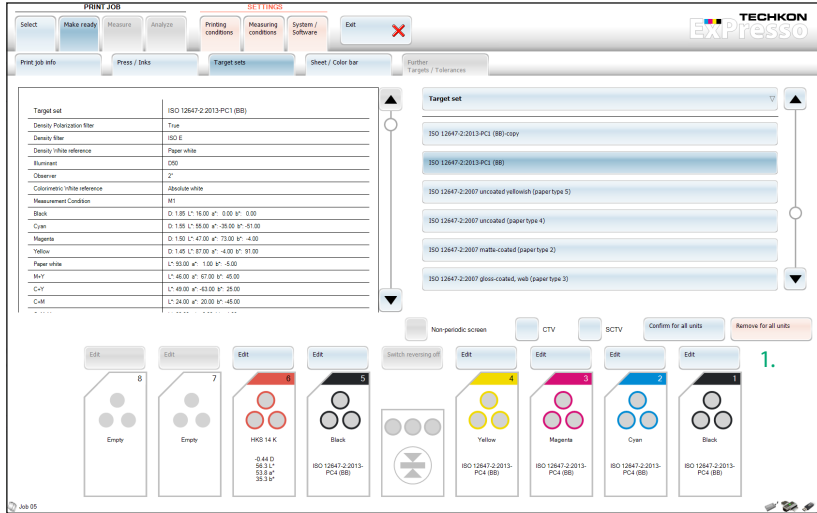 PRINT JOB
SETTINGS
Select
Make ready
Measure
Analyze
Printing
conditions
Measuring
conditions
System /
Software
Exit
TECHKON
ExPresso
Print job info
Press / Inks
Target sets
Sheet / Color bar
Further
Targets / Tolerances
Target set ISO 12647-2:2013-PC1 (BB)
Density Polarization filter True
Density filter ISO E
Density White reference Paper white
Illuminant D50
Observer 2°
Colorimetric White reference Absolute white
Measurement Condition M1
Black D: 1.85 L*: 16.00 a*: 0.00 b*: 0.00
Cyan D: 1.55 L*: 55.00 a*: -35.00 b*: -51.00
Magenta D: 1.50 L*: 47.00 a*: 73.00 b*: -4.00
Yellow D: 1.45 L*: 87.00 a*: -4.00 b*: 91.00
Paper white L*: 93.00 a*: 1.00 b*: -5.00
M+Y L*: 46.00 a*: 67.00 b*: 45.00
C+Y L*: 49.00 a*: -63.00 b*: 25.00
C+M L*: 24.00 a*: 20.00 b*: -45.00
Target set
ISO 12647-2:2013-PC1 (BB)-copy
ISO 12647-2:2013-PC1 (BB)
ISO 12647-2:2007 uncoated yellowish (paper type 5)
ISO 12647-2:2007 uncoated (paper type 4)
ISO 12647-2:2007 matte-coated (paper type 2)
ISO 12647-2:2007 gloss-coated, web (paper type 3)
Non-periodic screen
CTV
SCTV
Confirm for all units
Remove for all units
1.
Edit
Edit
Edit
Edit
Switch reversing off
Edit
Edit
Edit
Edit
8
Empty
7
Empty
6
HKS 14 K
-0.44 D
56.3 L*
53.8 a*
35.3 b*
5
Black
ISO 12647-2:2013-
PC4 (BB)
4
Yellow
ISO 12647-2:2013-
PC4 (BB)
3
Magenta
ISO 12647-2:2013-
PC4 (BB)
2
Cyan
ISO 12647-2:2013-
PC4 (BB)
1
Black
ISO 12647-2:2013-
PC4 (BB)
Job 05